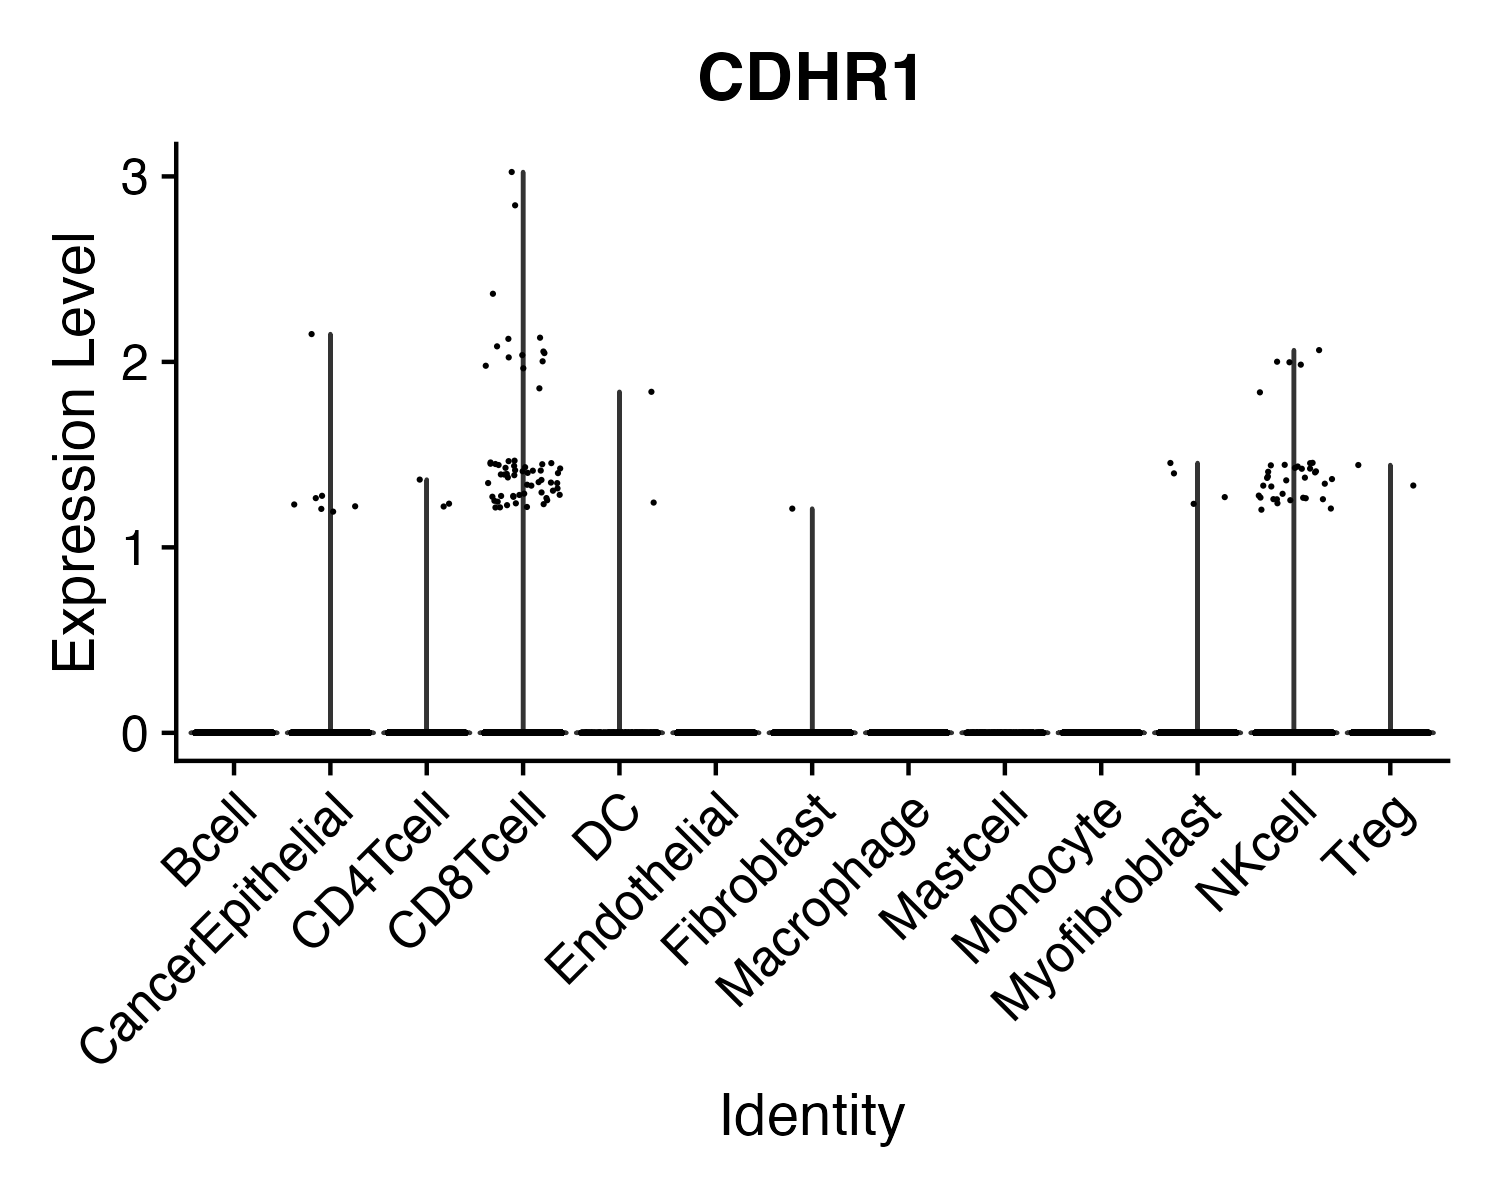 CDHR1
Expression Level
3
2
1
0
Bcell
CancerEpithelial
CD4Tcell
CD8Tcell
DC
Endothelial
Fibroblast
Macrophage
Mastcell
Monocyte
Myofibroblast
NKcell
Treg
Identity